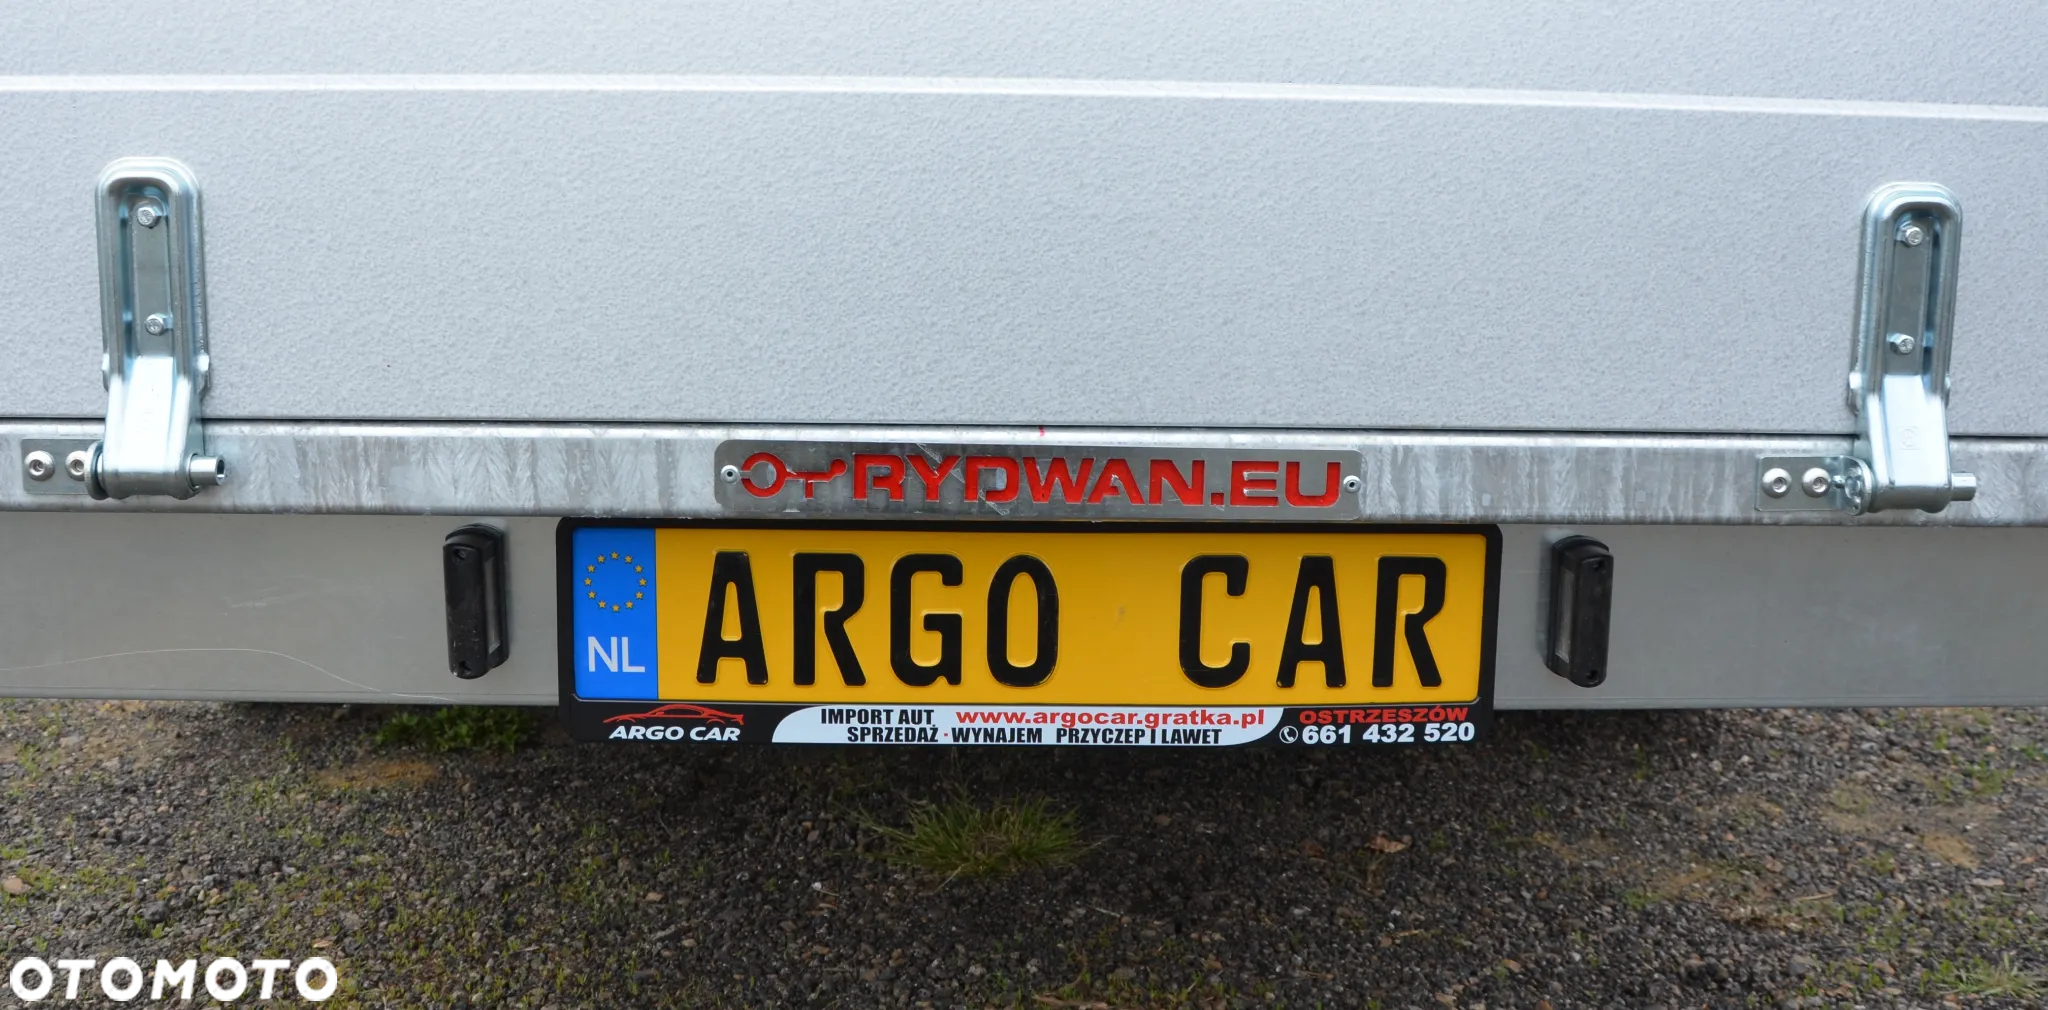 RYDWAN.EU
NL
ARGO CAR
ARGO CAR
IMPORT AUT www.argocar.gratka.pl
SPRZEDAŻ · WYNAJEM PRZYCZEP I LAWET
OSTRZESZÓW
661 432 520
OTOMOTO